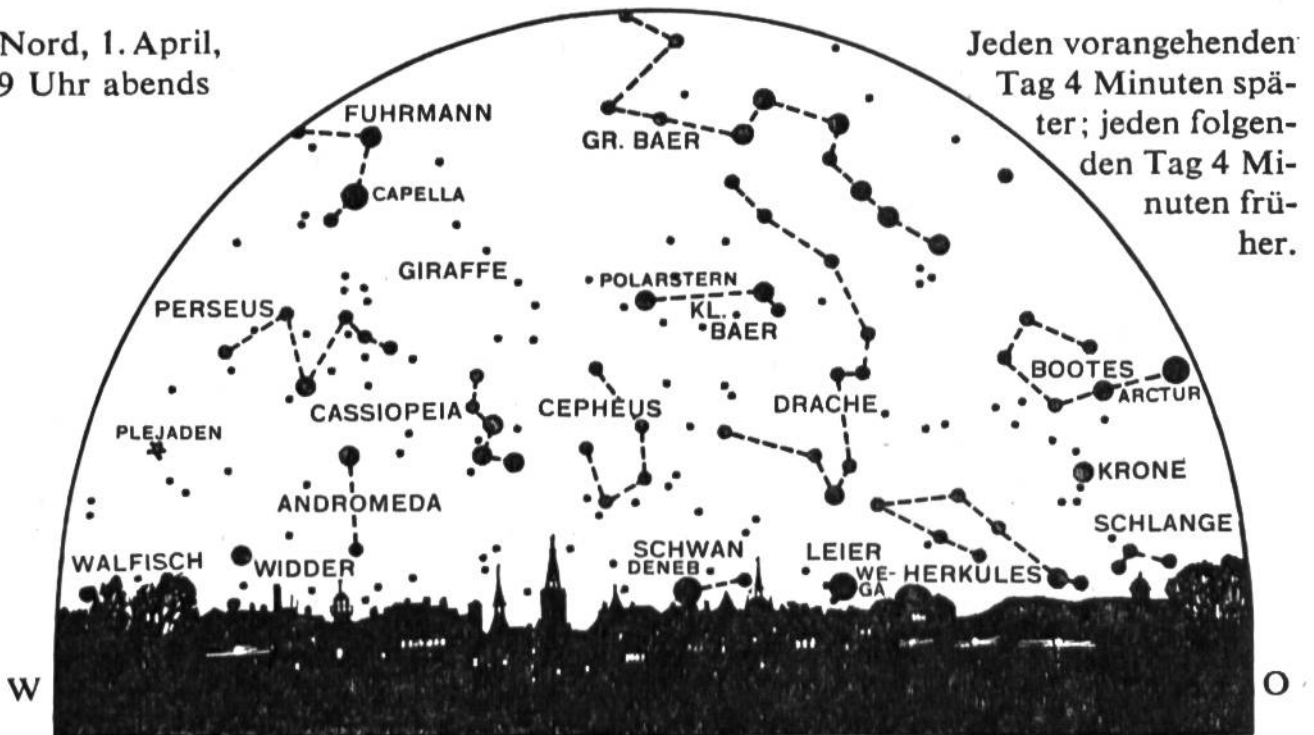 Nord, 1. April,
9 Uhr abends
Jeden vorangehenden
Tag 4 Minuten spä-
ter; jeden folgen-
den Tag 4 Mi-
nuten frü-
her.
FUHRMANN
GR. BAER
CAPELLA
GIRAFFE
POLARSTERN
PERSEUS
KL.
BAER
BOOTES
ARCTUR
CASSIOPEIA
CEPHEUS
DRACHE
PLEJADEN
KRONE
ANDROMEDA
SCHLANGE
WALFISCH
WIDDER
SCHWAN
DENEB
LEIER
WE-
GA
HERKULES
W
O